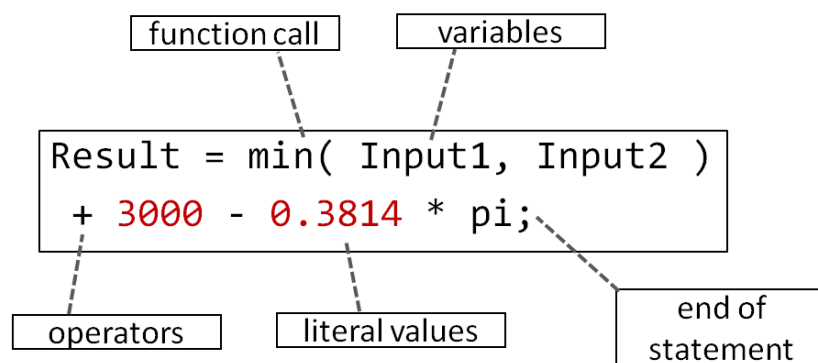 function call
variables
Result = min( Input1, Input2 )
+ 3000 - 0.3814 * pi;
operators
literal values
end of
statement